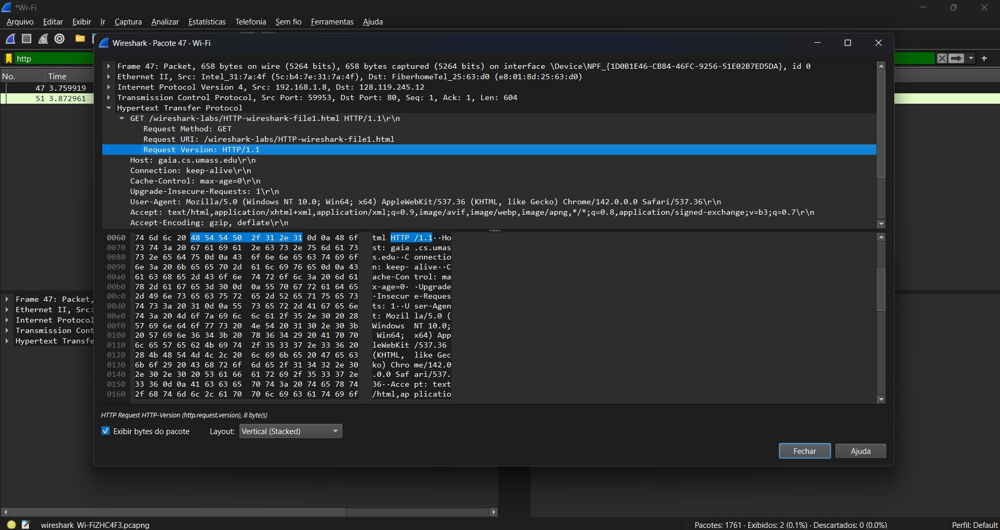 *Wi-Fi
Arquivo Editar Exibir Ir Captura Analizar Estatísticas Telefonia Sem fio Ferramentas Ajuda
Wireshark · Pacote 47 · Wi-Fi
http
No. Time
47 3.759919
51 3.872961
Frame 47: Packet, 658 bytes on wire (5264 bits), 658 bytes captured (5264 bits) on interface \Device\NPF_{1D0B1E46-CB84-46FC-9256-51E02B7ED5DA}, id 0
Ethernet II, Src: Intel_31:7a:4f (5c:b4:7e:31:7a:4f), Dst: FiberhomeTel_25:63:d0 (e8:01:8d:25:63:d0)
Internet Protocol Version 4, Src: 192.168.1.8, Dst: 128.119.245.12
Transmission Control Protocol, Src Port: 59953, Dst Port: 80, Seq: 1, Ack: 1, Len: 604
Hypertext Transfer Protocol
GET /wireshark-labs/HTTP-wireshark-file1.html HTTP/1.1\r\n
Request Method: GET
Request URI: /wireshark-labs/HTTP-wireshark-file1.html
Request Version: HTTP/1.1
Host: gaia.cs.umass.edu\r\n
Connection: keep-alive\r\n
Cache-Control: max-age=0\r\n
Upgrade-Insecure-Requests: 1\r\n
User-Agent: Mozilla/5.0 (Windows NT 10.0; Win64; x64) AppleWebKit/537.36 (KHTML, like Gecko) Chrome/142.0.0.0 Safari/537.36\r\n
Accept: text/html,application/xhtml+xml,application/xml;q=0.9,image/avif,image/webp,image/apng,*/*;q=0.8,application/signed-exchange;v=b3;q=0.7\r\n
Accept-Encoding: gzip, deflate\r\n
0060 74 6d 6c 20 48 54 54 50 2f 31 2e 31 0d 0a 48 6f tml HTTP /1.1··Ho
0070 73 74 3a 20 67 61 69 61 2e 63 73 2e 75 6d 61 73 st: gaia .cs.umas
0080 73 2e 65 64 75 0d 0a 43 6f 6e 6e 65 63 74 69 6f s.edu··C onnectio
0090 6e 3a 20 6b 65 65 70 2d 61 6c 69 76 65 0d 0a 43 n: keep- alive··C
00a0 61 63 68 65 2d 43 6f 6e 74 72 6f 6c 3a 20 6d 61 ache-Con trol: ma
00b0 78 2d 61 67 65 3d 30 0d 0a 55 70 67 72 61 64 65 x-age=0· ·Upgrade
00c0 2d 49 6e 73 65 63 75 72 65 2d 52 65 71 75 65 73 -Insecur e-Reques
00d0 74 73 3a 20 31 0d 0a 55 73 65 72 2d 41 67 65 6e ts: 1··U ser-Agen
00e0 74 3a 20 4d 6f 7a 69 6c 6c 61 2f 35 2e 30 20 28 t: Mozil la/5.0 (
00f0 57 69 6e 64 6f 77 73 20 4e 54 20 31 30 2e 30 3b Windows NT 10.0;
0100 20 57 69 6e 36 34 3b 20 78 36 34 29 20 41 70 70 Win64; x64) App
0110 6c 65 57 65 62 4b 69 74 2f 35 33 37 2e 33 36 20 leWebKit /537.36
0120 28 4b 48 54 4d 4c 2c 20 6c 69 6b 65 20 47 65 63 (KHTML, like Gec
0130 6b 6f 29 20 43 68 72 6f 6d 65 2f 31 34 32 2e 30 ko) Chro me/142.0
0140 2e 30 2e 30 20 53 61 66 61 72 69 2f 35 33 37 2e .0.0 Saf ari/537.
0150 33 36 0d 0a 41 63 63 65 70 74 3a 20 74 65 78 74 36··Acce pt: text
0160 2f 68 74 6d 6c 2c 61 70 70 6c 69 63 61 74 69 6f /html,ap plicatio
Frame 47: Packet,
Ethernet II, Src:
Internet Protocol
Transmission Cont
Hypertext Transfe
HTTP Request HTTP-Version (http.request.version), 8 byte(s)
Exibir bytes do pacote Layout: Vertical (Stacked)
Fechar Ajuda
wireshark_Wi-FiZHC4F3.pcapng Pacotes: 1761 · Exibidos: 2 (0.1%) · Descartados: 0 (0.0%) Perfil: Default